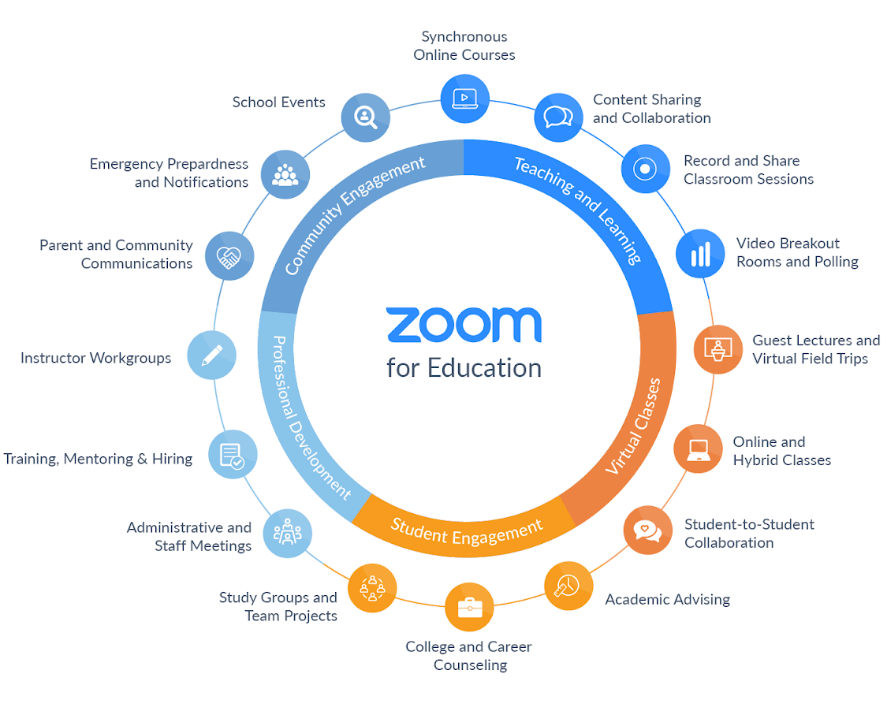 Synchronous
Online Courses
Content Sharing
and Collaboration
Record and Share
Classroom Sessions
Video Breakout
Rooms and Polling
Guest Lectures and
Virtual Field Trips
Online and
Hybrid Classes
Student-to-Student
Collaboration
Academic Advising
College and Career
Counseling
Study Groups and
Team Projects
Administrative and
Staff Meetings
Training, Mentoring & Hiring
Instructor Workgroups
Parent and Community
Communications
Emergency Prepardness
and Notifications
School Events
Community Engagement
Teaching and Learning
Virtual Classes
Student Engagement
Professional Development
zoom
for Education